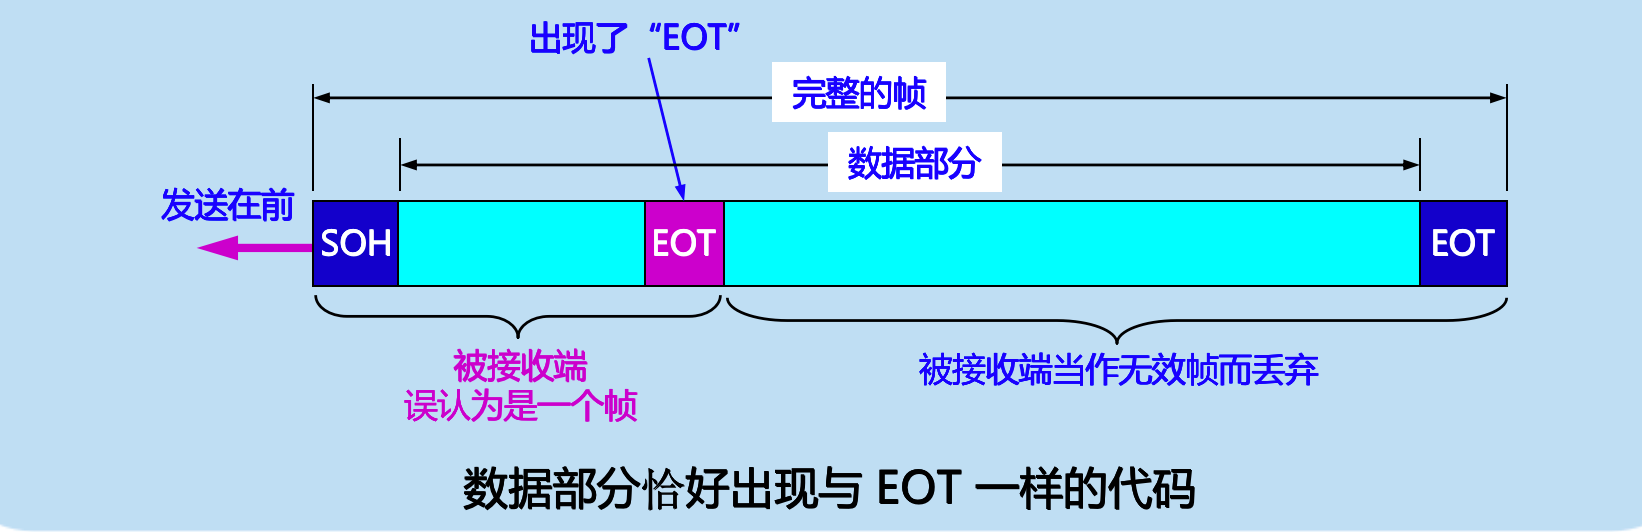 出现了“EOT”
完整的帧
数据部分
发送在前
SOH
EOT
EOT
被接收端
误认为是一个帧
被接收端当作无效帧而丢弃
数据部分恰好出现与 EOT 一样的代码